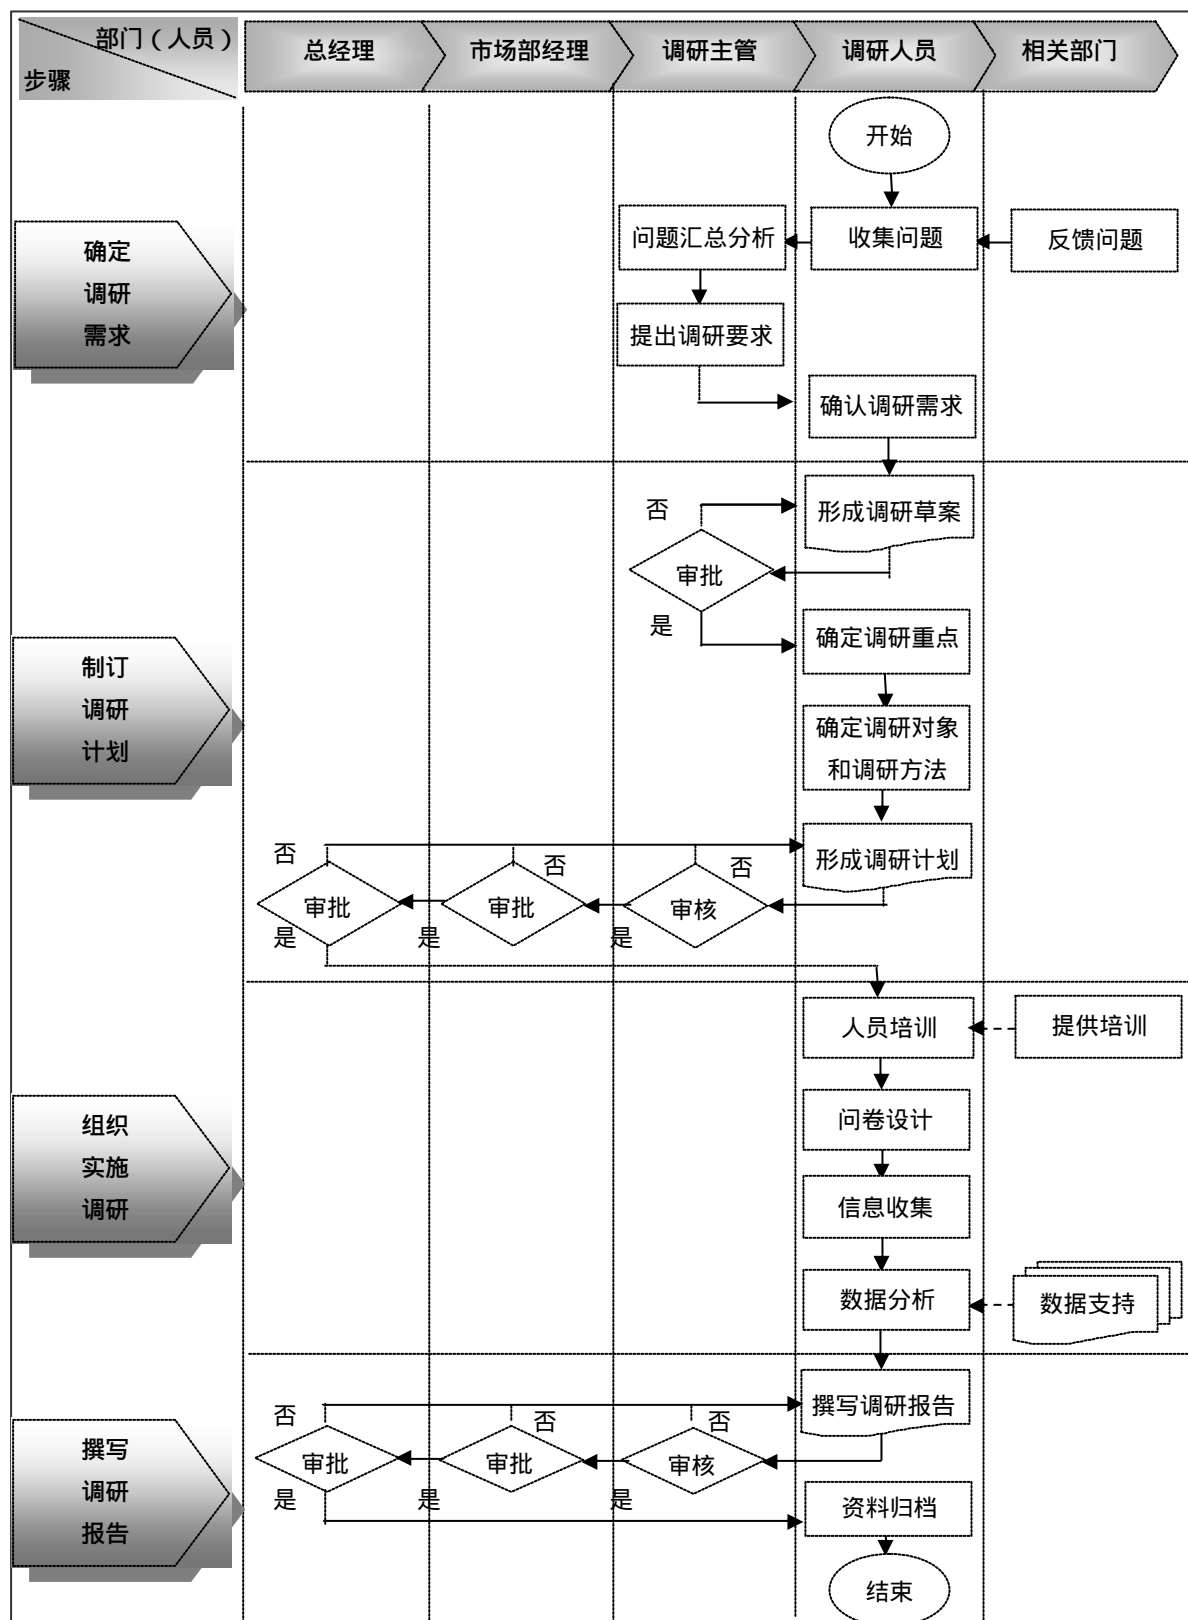 部门（人员）
步骤
总经理
市场部经理
调研主管
调研人员
相关部门
开始
确定
调研
需求
问题汇总分析
收集问题
反馈问题
提出调研要求
确认调研需求
制订
调研
计划
否
形成调研草案
审批
是
确定调研重点
确定调研对象
和调研方法
否
否
否
形成调研计划
审批
审批
审核
是
是
是
组织
实施
调研
人员培训
提供培训
问卷设计
信息收集
数据分析
数据支持
撰写
调研
报告
否
否
否
撰写调研报告
审批
审批
审核
是
是
是
资料归档
结束